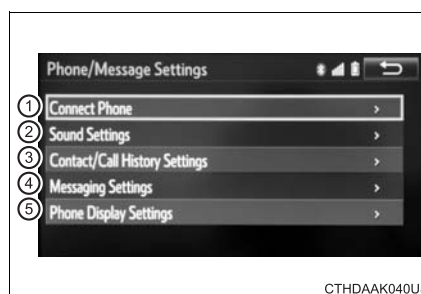 Phone/Message Settings
① Connect Phone >
② Sound Settings >
③ Contact/Call History Settings >
④ Messaging Settings >
⑤ Phone Display Settings >
CTHDAAK040U